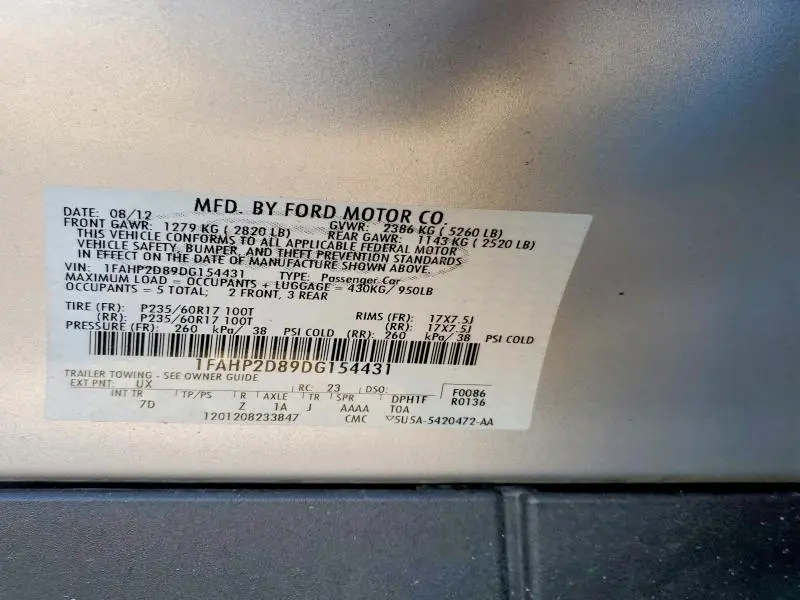 MFD. BY FORD MOTOR CO.
DATE: 08/12 GVWR: 2386 KG ( 5260 LB)
FRONT GAWR: 1279 KG ( 2820 LB) REAR GAWR: 1143 KG ( 2520 LB)
THIS VEHICLE CONFORMS TO ALL APPLICABLE FEDERAL MOTOR
VEHICLE SAFETY, BUMPER, AND THEFT PREVENTION STANDARDS
IN EFFECT ON THE DATE OF MANUFACTURE SHOWN ABOVE.
VIN: 1FAHP2D89DG154431 TYPE: Passenger Car
MAXIMUM LOAD = OCCUPANTS + LUGGAGE = 430KG/ 950LB
OCCUPANTS = 5 TOTAL; 2 FRONT, 3 REAR
TIRE (FR): P235/60R17 100T RIMS (FR): 17X7.5J
(RR): P235/60R17 100T (RR): 17X7.5J
PRESSURE (FR): 260 kPa/ 38 PSI COLD (RR): 260 kPa/ 38 PSI COLD
1FAHP2D89DG154431
TRAILER TOWING - SEE OWNER GUIDE
EXT PNT: UX RC: 23 DSO: F0086
INT TR TP/PS R AXLE TR SPR DPH1F R0136
7D Z 1A J AAAA T0A
1201208233847 CMC 5U5A-5420472-AA